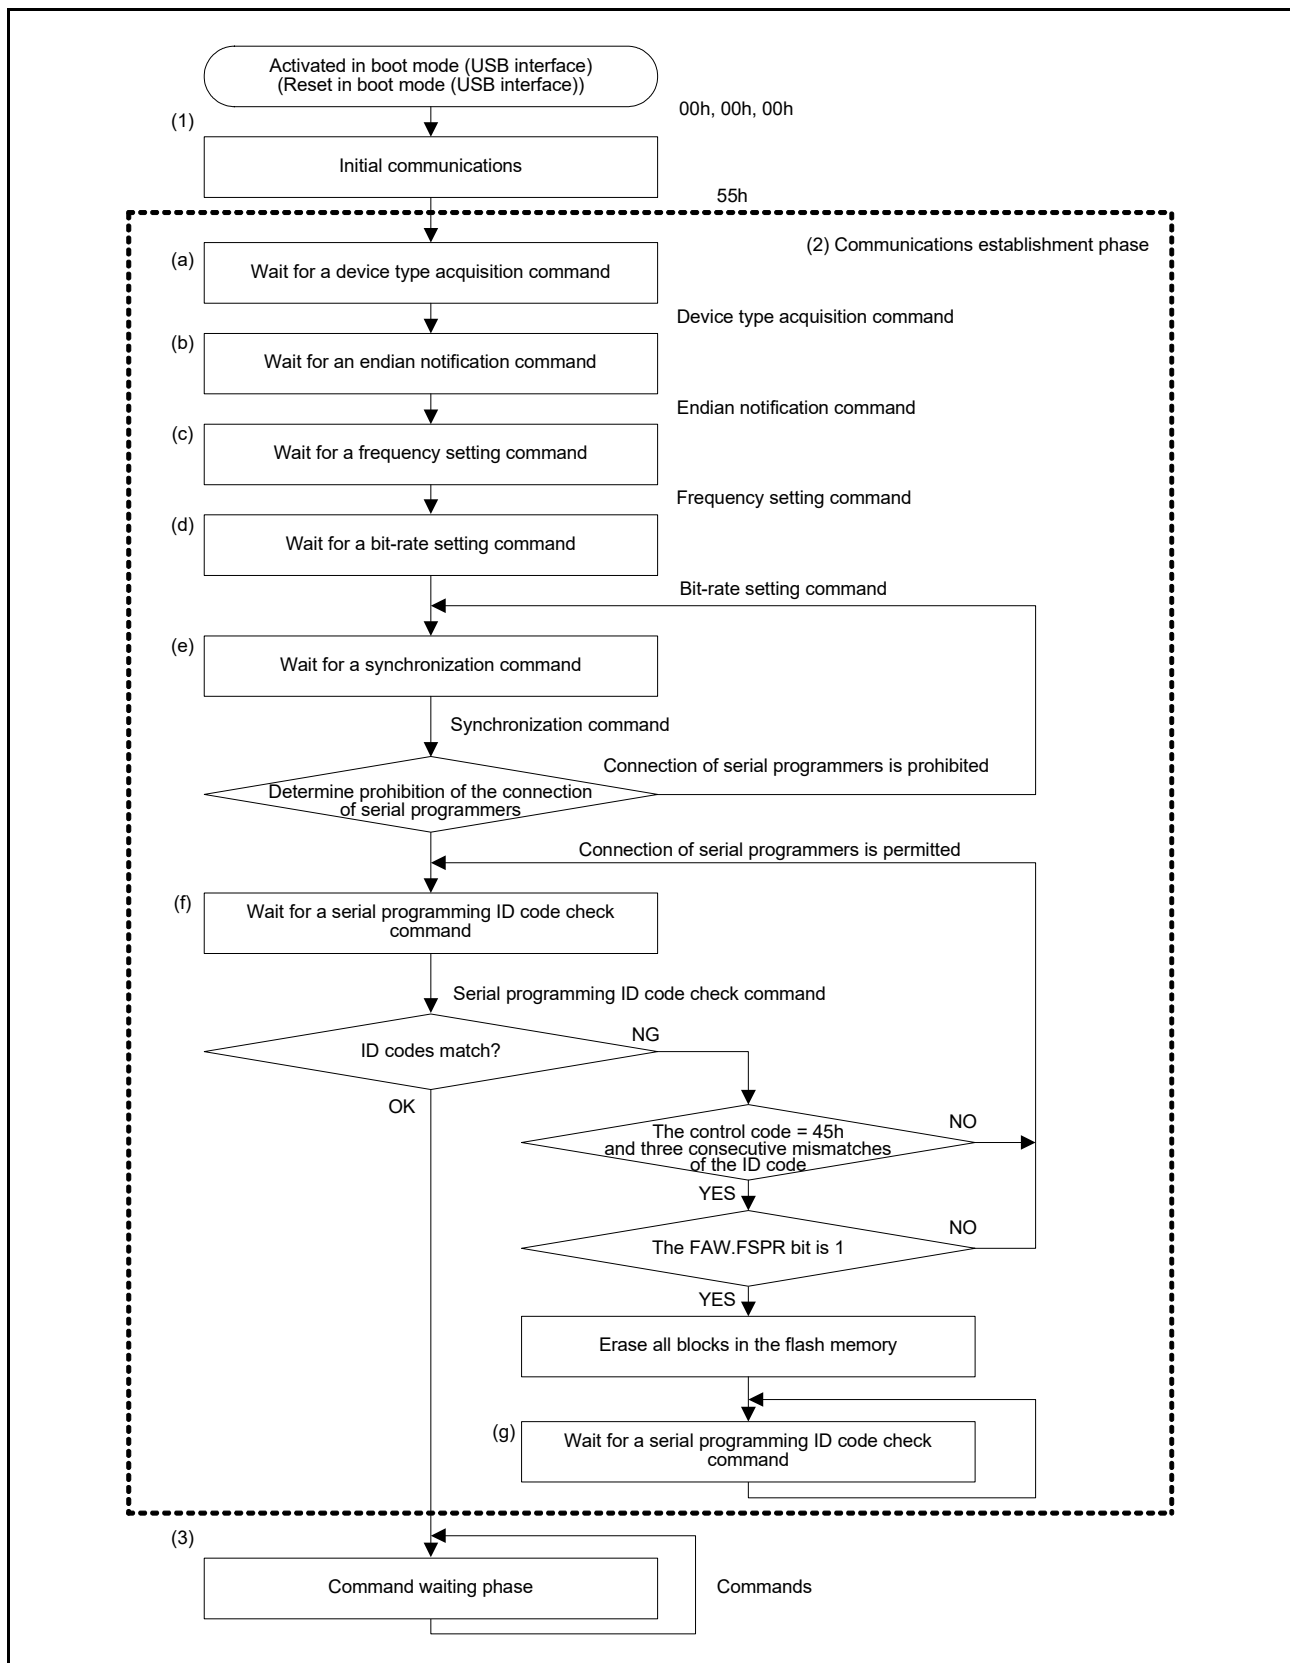 Activated in boot mode (USB interface)
(Reset in boot mode (USB interface))
00h, 00h, 00h
(1)
Initial communications
55h
(2) Communications establishment phase
(a)
Wait for a device type acquisition command
Device type acquisition command
(b)
Wait for an endian notification command
Endian notification command
(c)
Wait for a frequency setting command
Frequency setting command
(d)
Wait for a bit-rate setting command
Bit-rate setting command
(e)
Wait for a synchronization command
Synchronization command
Connection of serial programmers is prohibited
Determine prohibition of the connection
of serial programmers
Connection of serial programmers is permitted
(f)
Wait for a serial programming ID code check
command
Serial programming ID code check command
NG
ID codes match?
OK
NO
The control code = 45h
and three consecutive mismatches
of the ID code
YES
NO
The FAW.FSPR bit is 1
YES
Erase all blocks in the flash memory
(g)
Wait for a serial programming ID code check
command
(3)
Command waiting phase
Commands